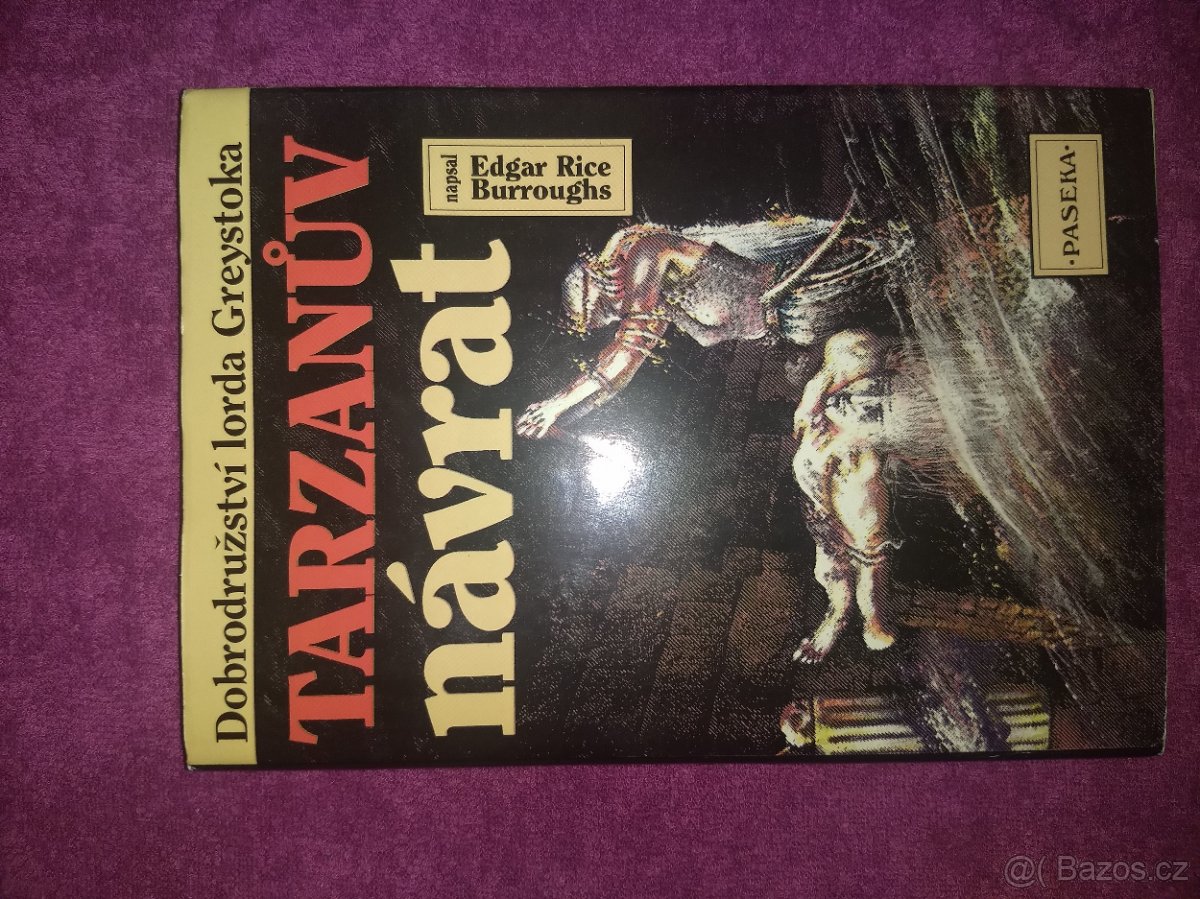 Dobrodružství lorda Greystoka
TARZANŮV
návrat
napsal
Edgar Rice
Burroughs
·PASEKA·
@( Bazos.cz